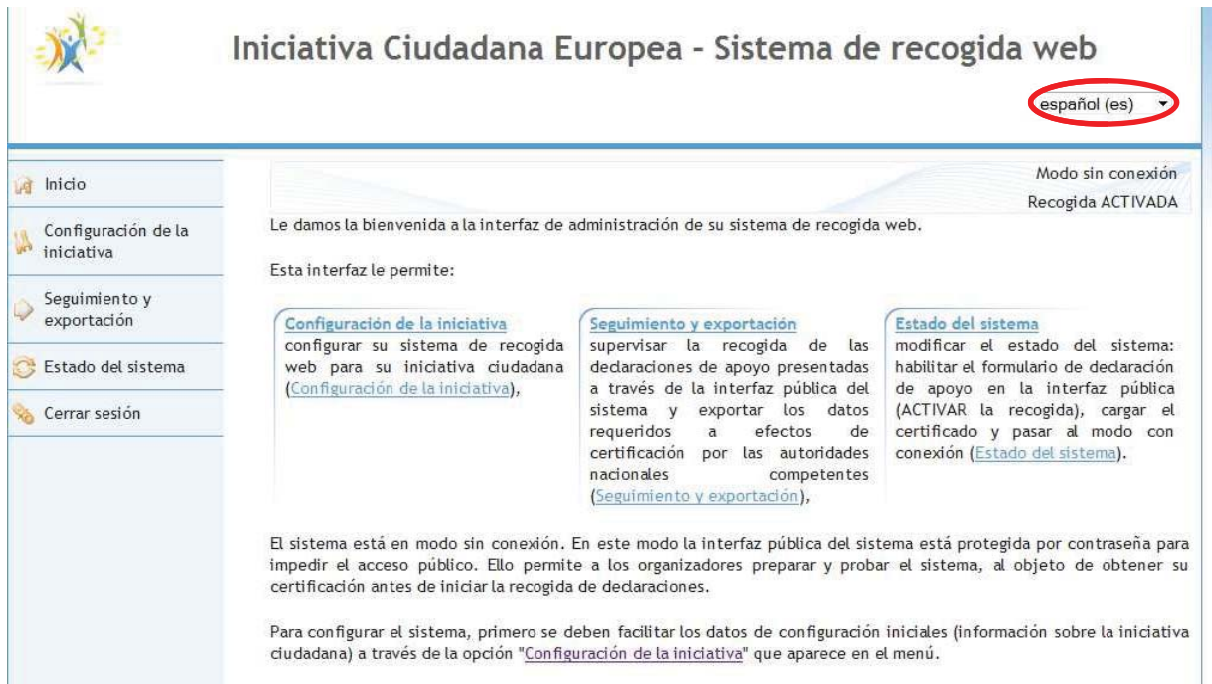 Iniciativa Ciudadana Europea - Sistema de recogida web
español (es)
Inicio
Configuración de la
iniciativa
Seguimiento y
exportación
Estado del sistema
Cerrar sesión
Modo sin conexión
Recogida ACTIVADA
Le damos la bienvenida a la interfaz de administración de su sistema de recogida web.
Esta interfaz le permite:
Configuración de la iniciativa
configurar su sistema de recogida
web para su iniciativa ciudadana
(Configuración de la iniciativa),
Seguimiento y exportación
supervisar la recogida de las
declaraciones de apoyo presentadas
a través de la interfaz pública del
sistema y exportar los datos
requeridos a efectos de
certificación por las autoridades
nacionales competentes
(Seguimiento y exportación),
Estado del sistema
modificar el estado del sistema:
habilitar el formulario de declaración
de apoyo en la interfaz pública
(ACTIVAR la recogida), cargar el
certificado y pasar al modo con
conexión (Estado del sistema).
El sistema está en modo sin conexión. En este modo la interfaz pública del sistema está protegida por contraseña para
impedir el acceso público. Ello permite a los organizadores preparar y probar el sistema, al objeto de obtener su
certificación antes de iniciar la recogida de declaraciones.
Para configurar el sistema, primero se deben facilitar los datos de configuración iniciales (información sobre la iniciativa
ciudadana) a través de la opción "Configuración de la iniciativa" que aparece en el menú.